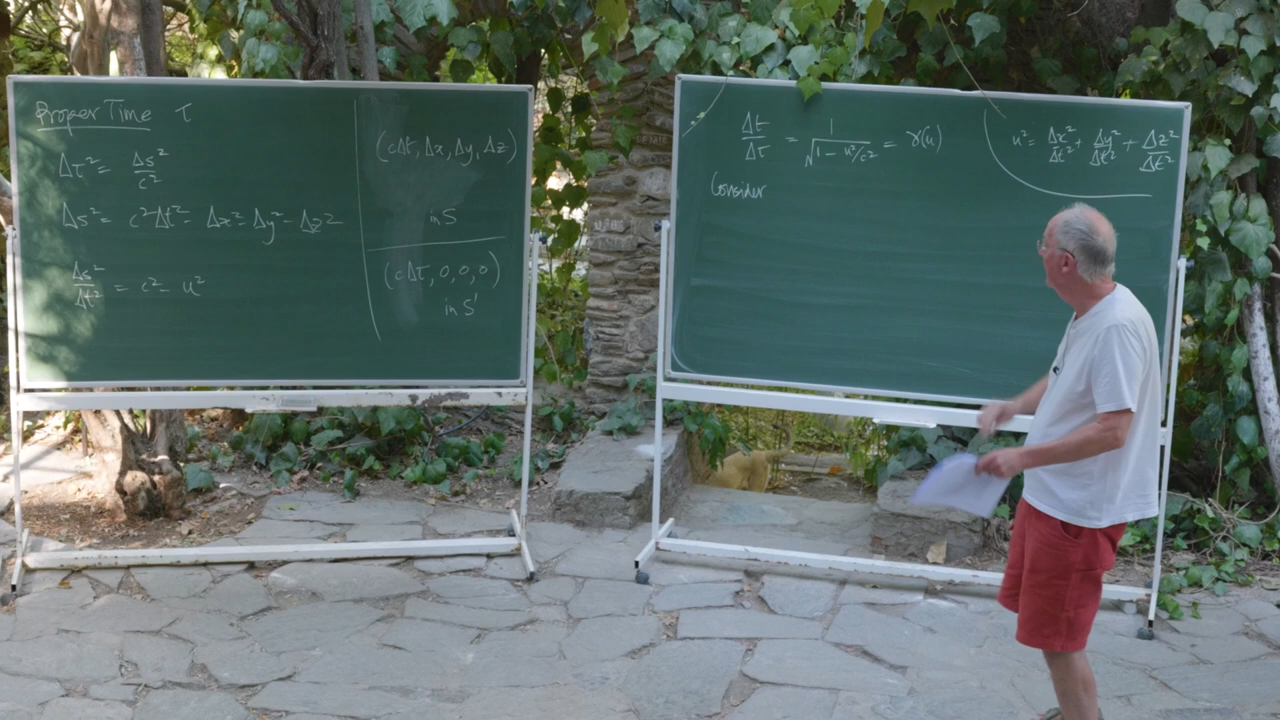 Proper Time τ
Δτ² = Δs²/c²
Δs² = c²Δt² - Δx² - Δy² - Δz²
Δs²/Δt² = c² - u²
(cΔt, Δx, Δy, Δz)
in S
(cΔτ, 0, 0, 0)
in S'
Δt/Δτ = 1/√(1 - u²/c²) = γ(u)
u² = Δx²/Δt² + Δy²/Δt² + Δz²/Δt²
Consider